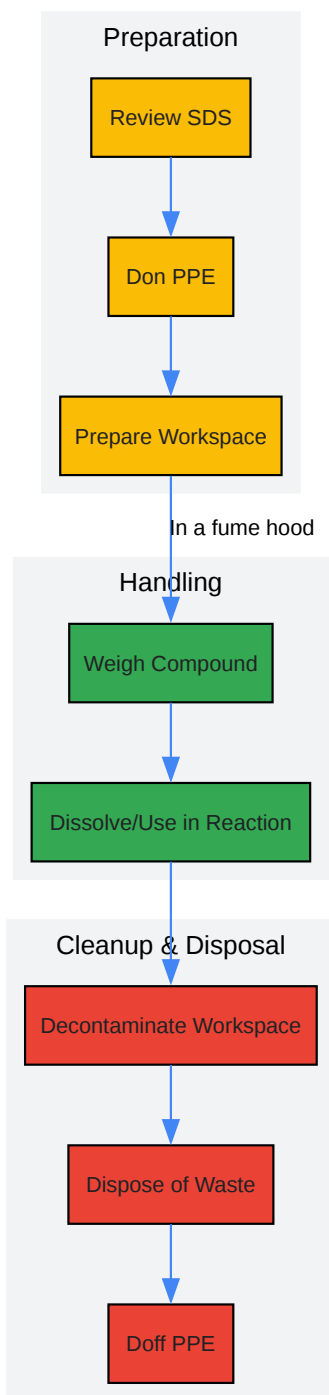 Preparation
Review SDS
Don PPE
Prepare Workspace
In a fume hood
Handling
Weigh Compound
Dissolve/Use in Reaction
Cleanup & Disposal
Decontaminate Workspace
Dispose of Waste
Doff PPE